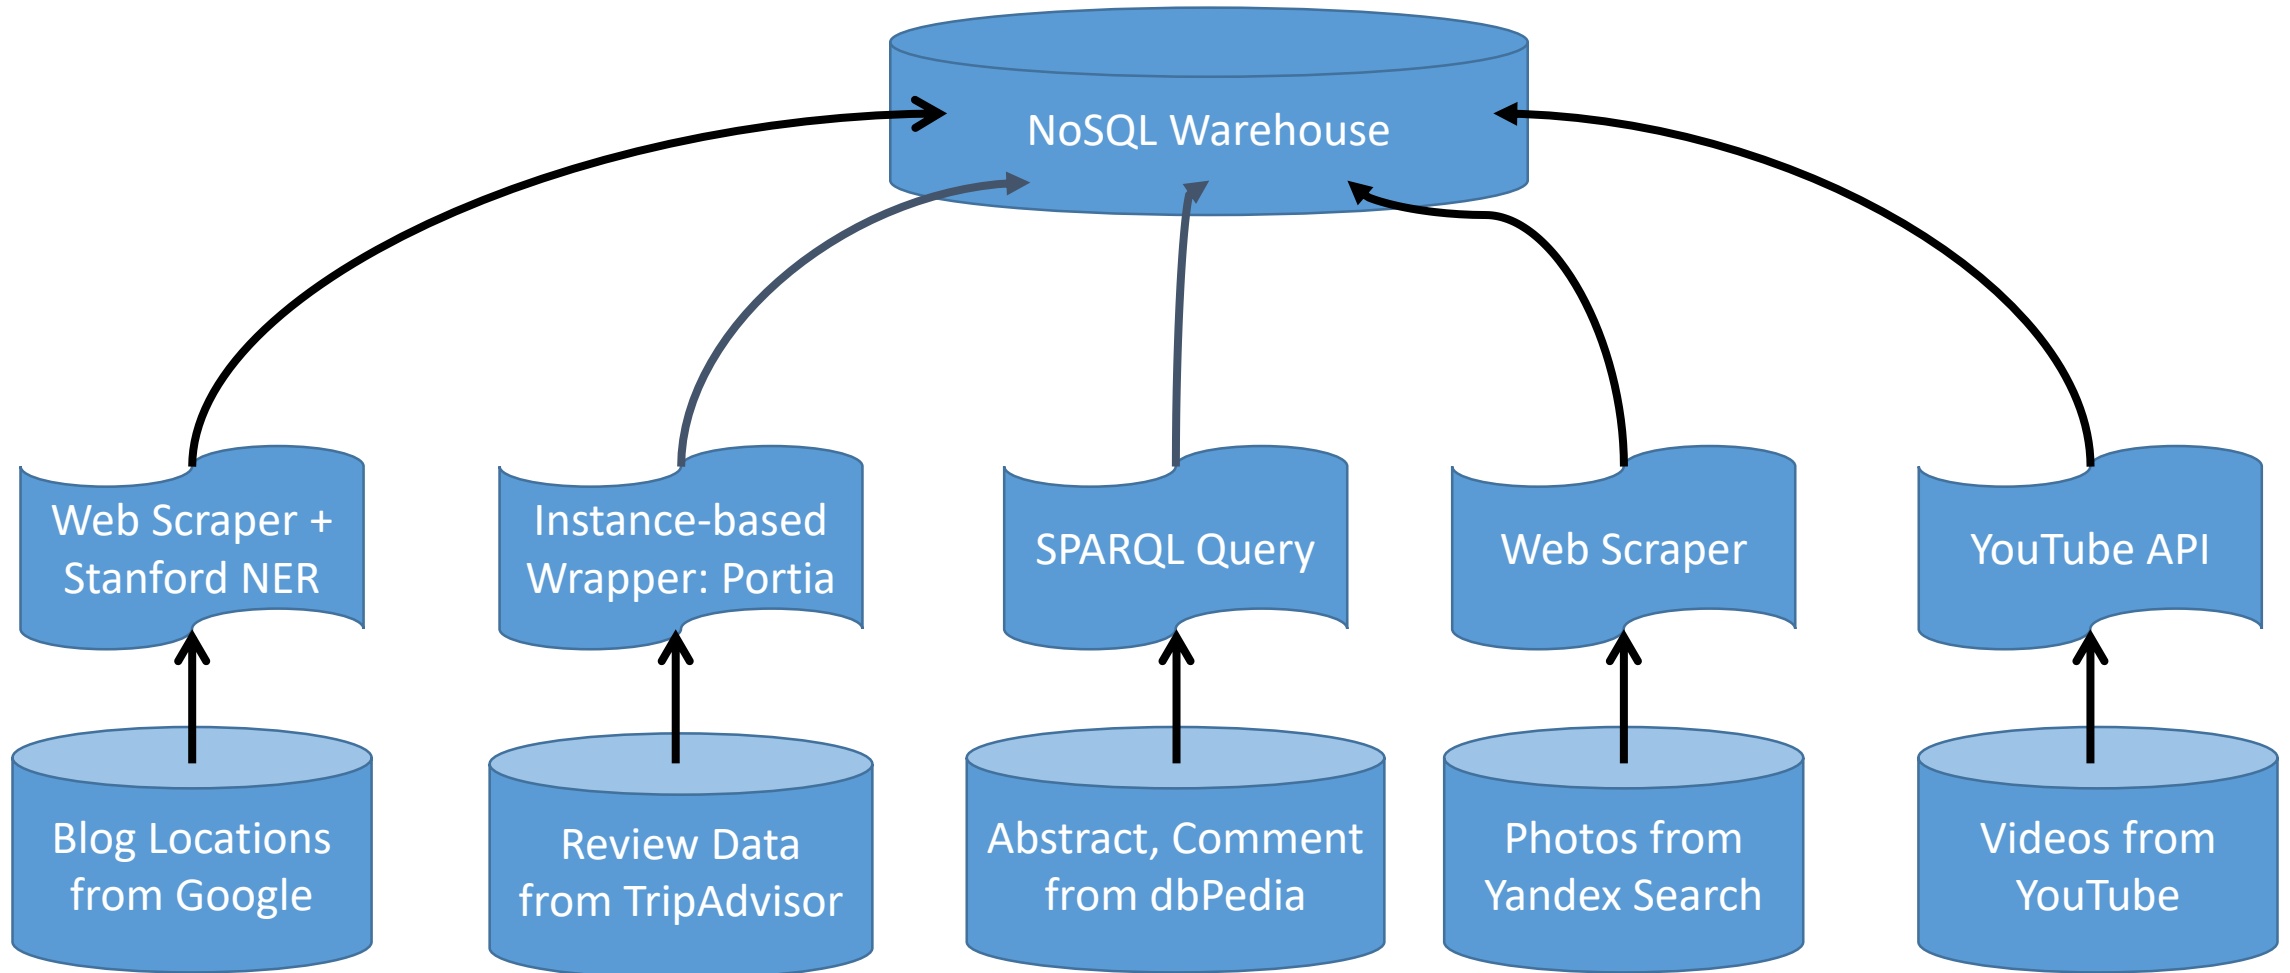 NoSQL Warehouse
Web Scraper +
Stanford NER
Instance-based
Wrapper: Portia
SPARQL Query
Web Scraper
YouTube API
Blog Locations
from Google
Review Data
from TripAdvisor
Abstract, Comment
from dbPedia
Photos from
Yandex Search
Videos from
YouTube